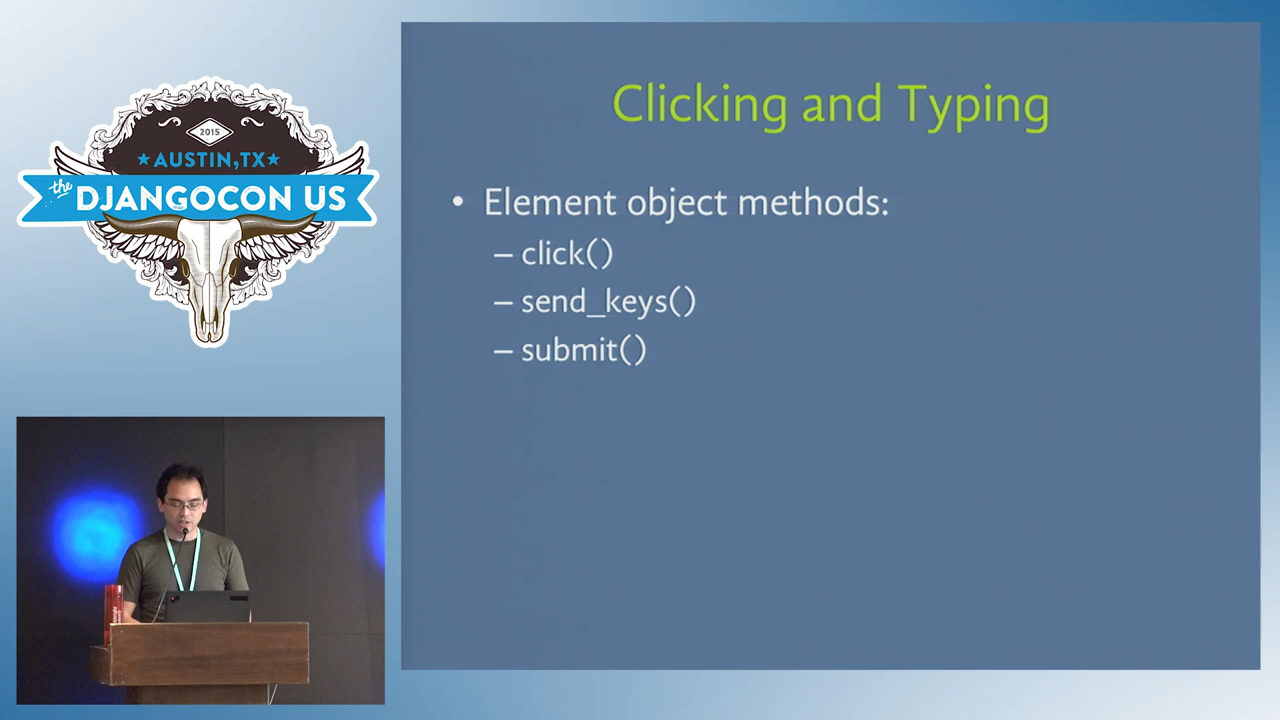 2015
★AUSTIN,TX★
the DJANGOCON US
Clicking and Typing
• Element object methods:
– click()
– send_keys()
– submit()